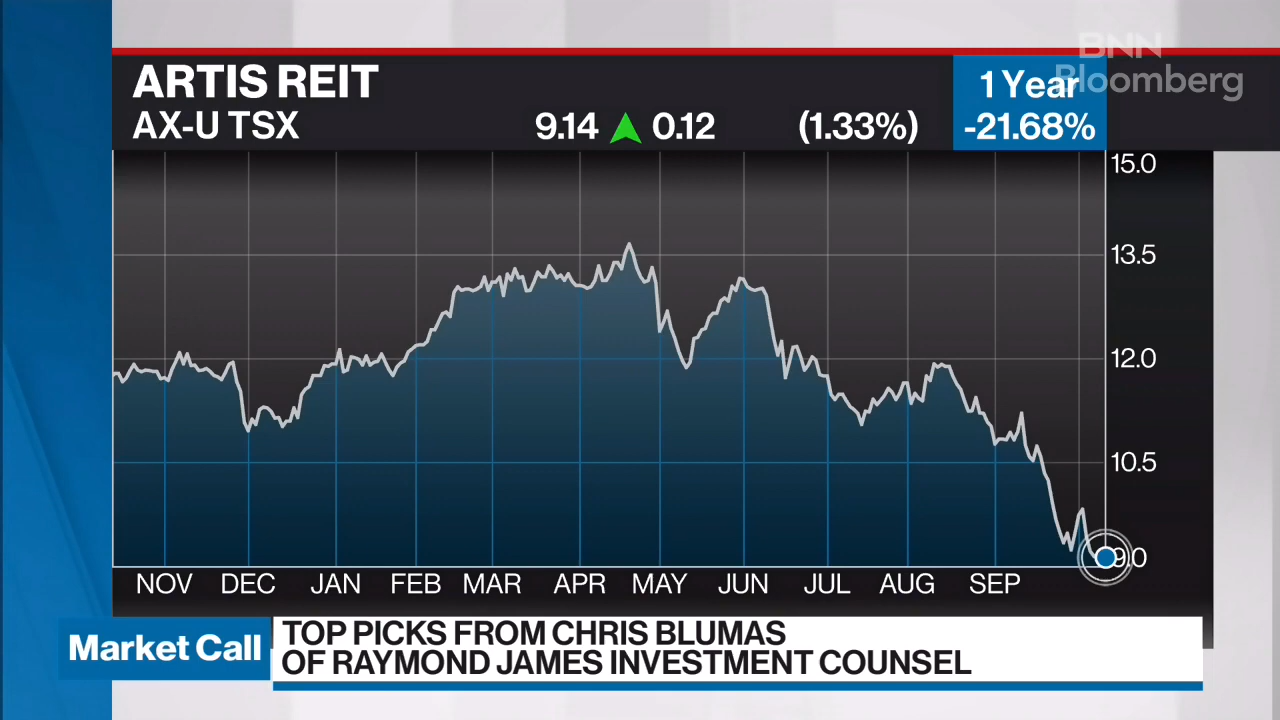 BNN
Bloomberg
ARTIS REIT
AX-U TSX
9.14 ▲ 0.12 (1.33%)
1 Year
-21.68%
15.0
13.5
12.0
10.5
9.0
NOV DEC JAN FEB MAR APR MAY JUN JUL AUG SEP
Market Call
TOP PICKS FROM CHRIS BLUMAS
OF RAYMOND JAMES INVESTMENT COUNSEL